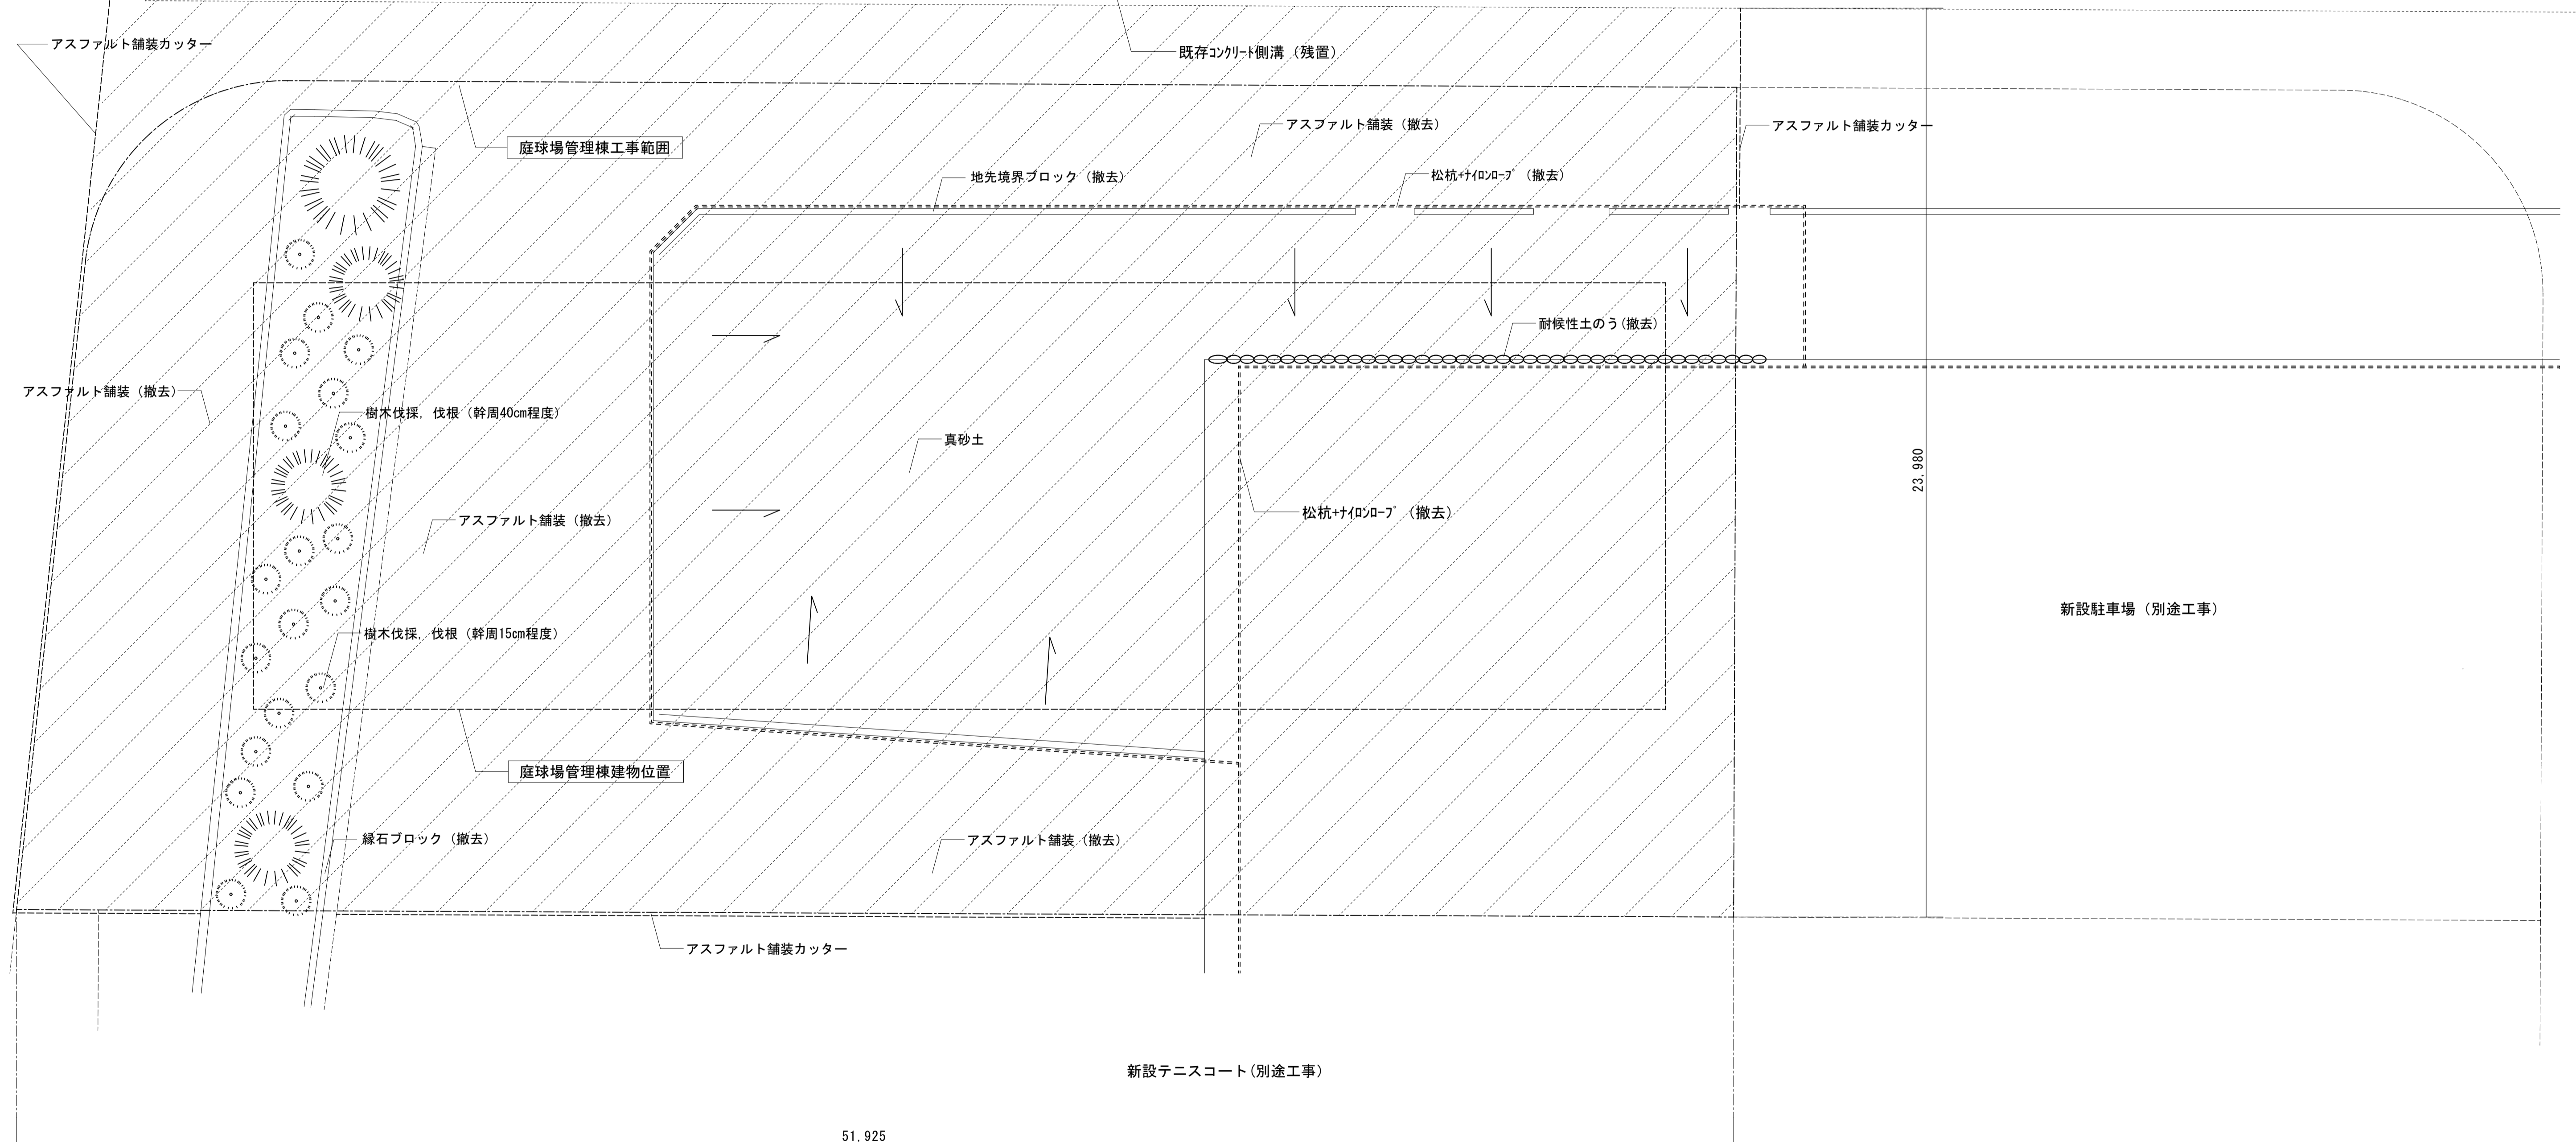 アスファルト舗装カッター
既存コンクリート側溝（残置）
アスファルト舗装（撤去）
アスファルト舗装カッター
庭球場管理棟工事範囲
地先境界ブロック（撤去）
松杭+ナイロンロープ（撤去）
耐候性土のう(撤去）
アスファルト舗装（撤去）
樹木伐採，伐根（幹周40cm程度）
真砂土
23,980
松杭+ナイロンロープ（撤去）
アスファルト舗装（撤去）
新設駐車場（別途工事）
樹木伐採，伐根（幹周15cm程度）
庭球場管理棟建物位置
縁石ブロック（撤去）
アスファルト舗装（撤去）
アスファルト舗装カッター
新設テニスコート(別途工事）
51,925